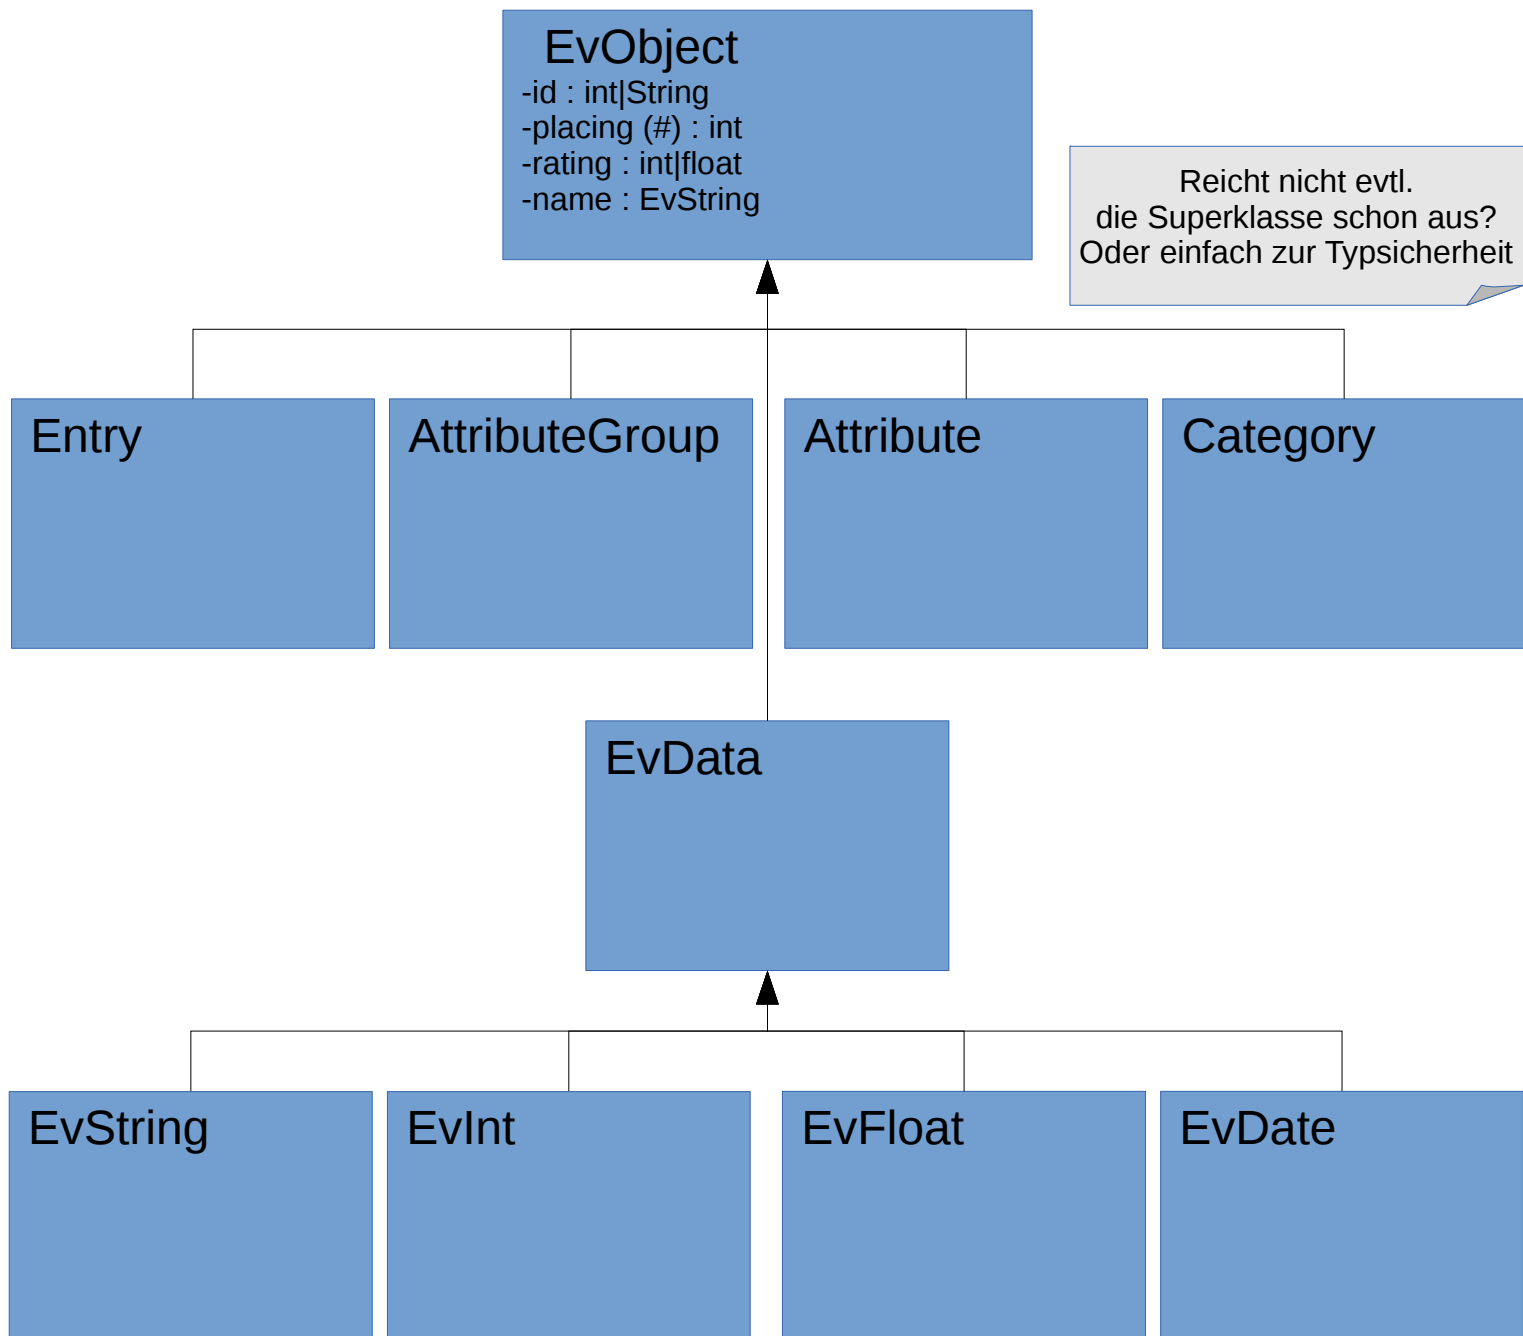 EvObject
-id : int|String
-placing (#) : int
-rating : int|float
-name : EvString
Reicht nicht evtl.
die Superklasse schon aus?
Oder einfach zur Typsicherheit
Entry
AttributeGroup
Attribute
Category
EvData
EvString
EvInt
EvFloat
EvDate